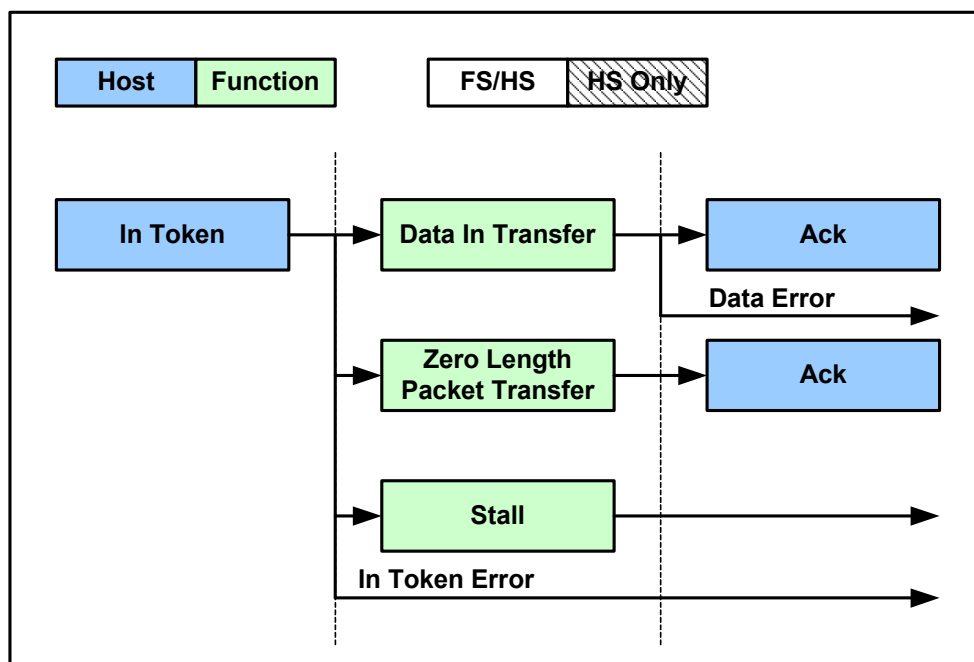 Host Function FS/HS HS Only
In Token Data In Transfer Ack
Data Error
Zero Length
Packet Transfer Ack
Stall
In Token Error